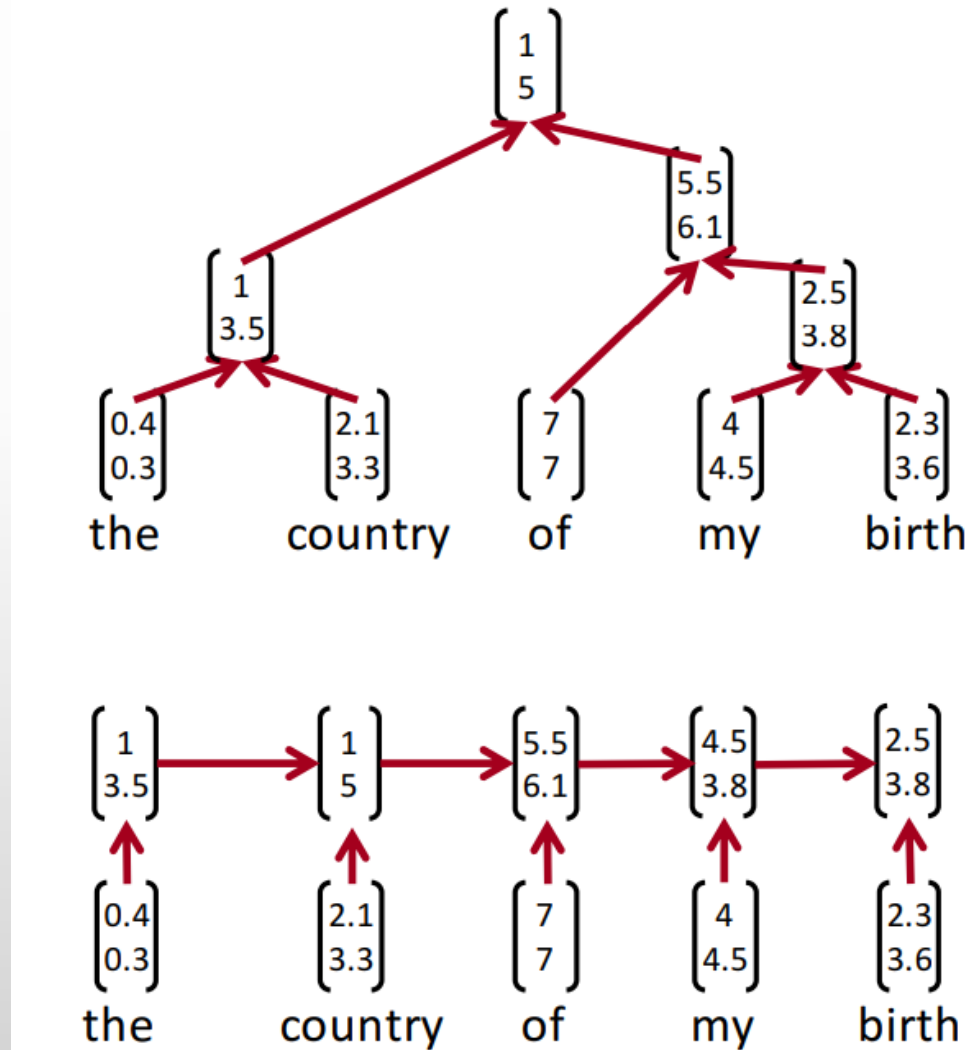 1
5
5.5
6.1
1
3.5
2.5
3.8
0.4 2.1 7 4 2.3
0.3 3.3 7 4.5 3.6
the country of my birth
1 1 5.5 4.5 2.5
3.5 5 6.1 3.8 3.8
0.4 2.1 7 4 2.3
0.3 3.3 7 4.5 3.6
the country of my birth